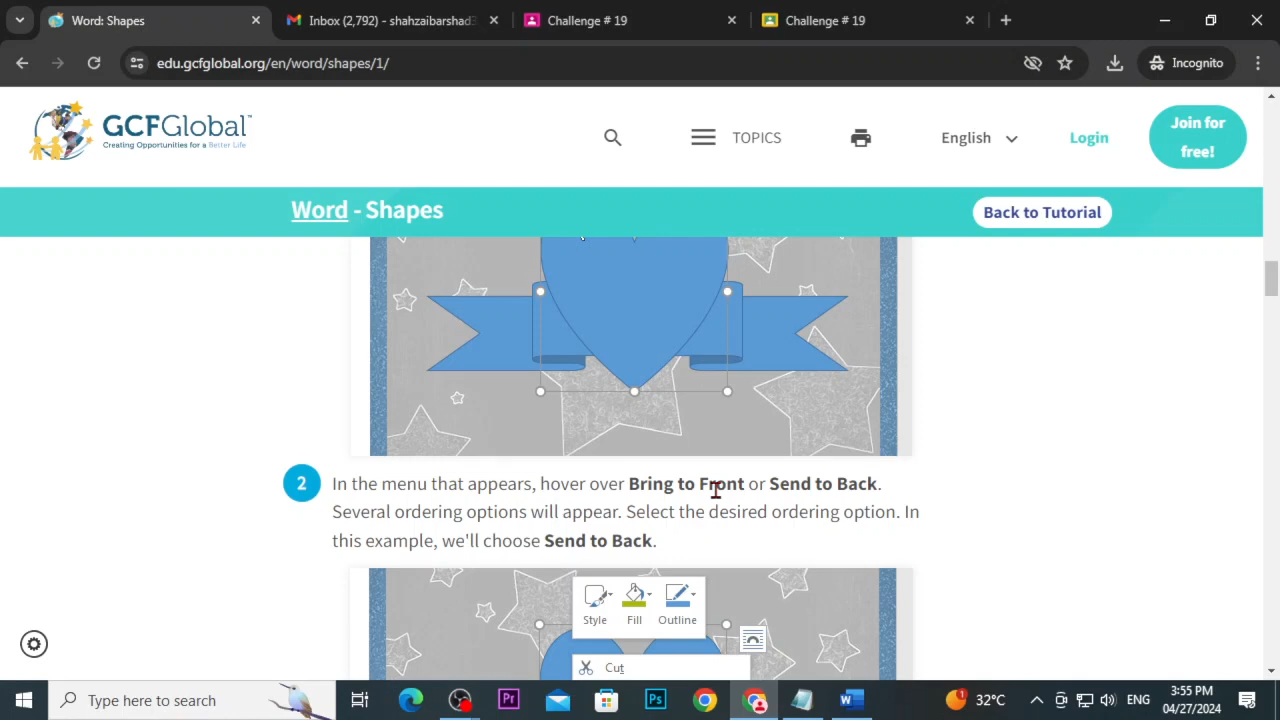 Word: Shapes
Inbox (2,792) - shahzaibarshad3
Challenge # 19
Challenge # 19
edu.gcfglobal.org/en/word/shapes/1/
Incognito
GCFGlobal
Creating Opportunities for a Better Life
TOPICS
English
Login
Join for
free!
Word - Shapes
Back to Tutorial
2
In the menu that appears, hover over Bring to Front or Send to Back.
Several ordering options will appear. Select the desired ordering option. In
this example, we'll choose Send to Back.
Style
Fill
Outline
Cut
Type here to search
Pr
Ps
1
32°C
ENG
3:55 PM
04/27/2024